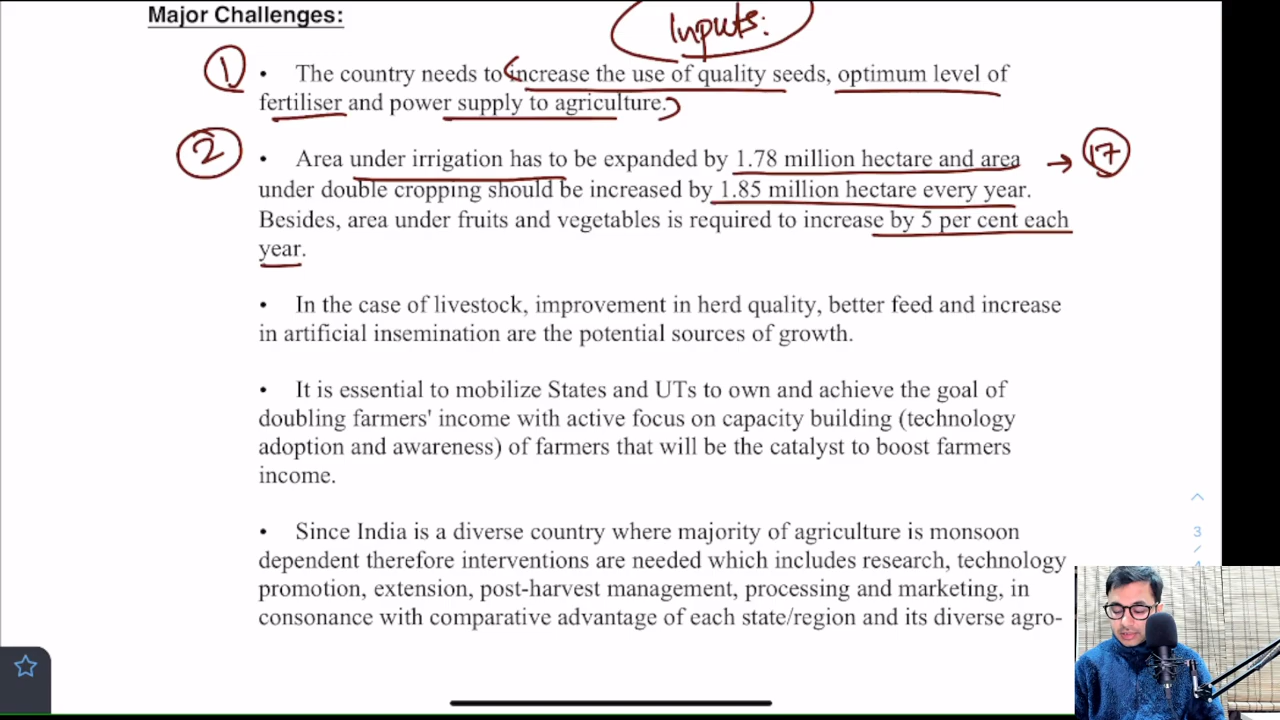 Major Challenges:
Inputs:
1 • The country needs to increase the use of quality seeds, optimum level of
fertiliser and power supply to agriculture.
2 • Area under irrigation has to be expanded by 1.78 million hectare and area → 17
under double cropping should be increased by 1.85 million hectare every year.
Besides, area under fruits and vegetables is required to increase by 5 per cent each
year.
• In the case of livestock, improvement in herd quality, better feed and increase
in artificial insemination are the potential sources of growth.
• It is essential to mobilize States and UTs to own and achieve the goal of
doubling farmers' income with active focus on capacity building (technology
adoption and awareness) of farmers that will be the catalyst to boost farmers
income.
• Since India is a diverse country where majority of agriculture is monsoon
dependent therefore interventions are needed which includes research, technology
promotion, extension, post-harvest management, processing and marketing, in
consonance with comparative advantage of each state/region and its diverse agro-
3
/